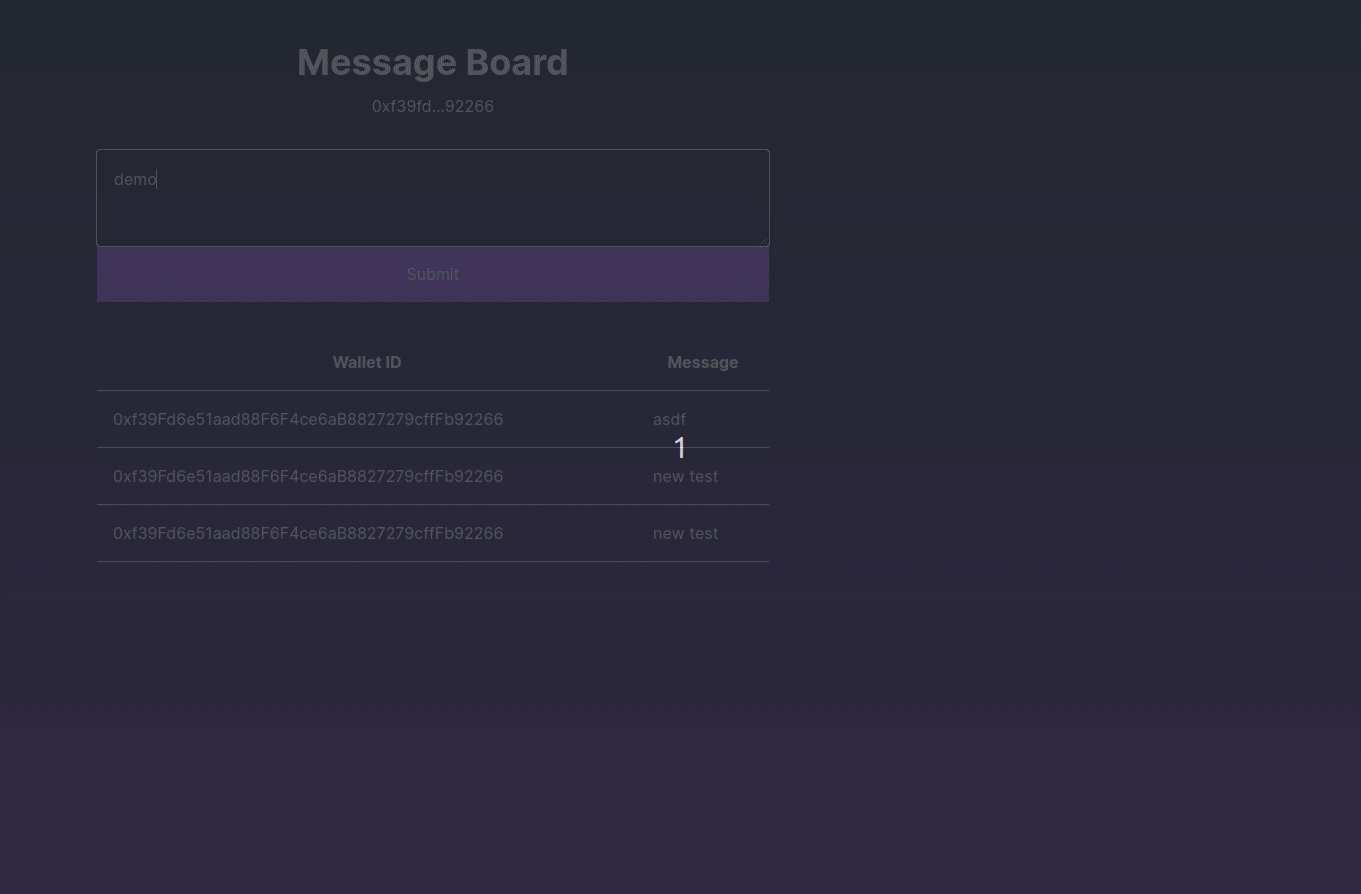 Message Board
0xf39fd...92266
demo
Submit
Wallet ID Message
0xf39Fd6e51aad88F6F4ce6aB8827279cffFb92266 asdf
1
0xf39Fd6e51aad88F6F4ce6aB8827279cffFb92266 new test
0xf39Fd6e51aad88F6F4ce6aB8827279cffFb92266 new test